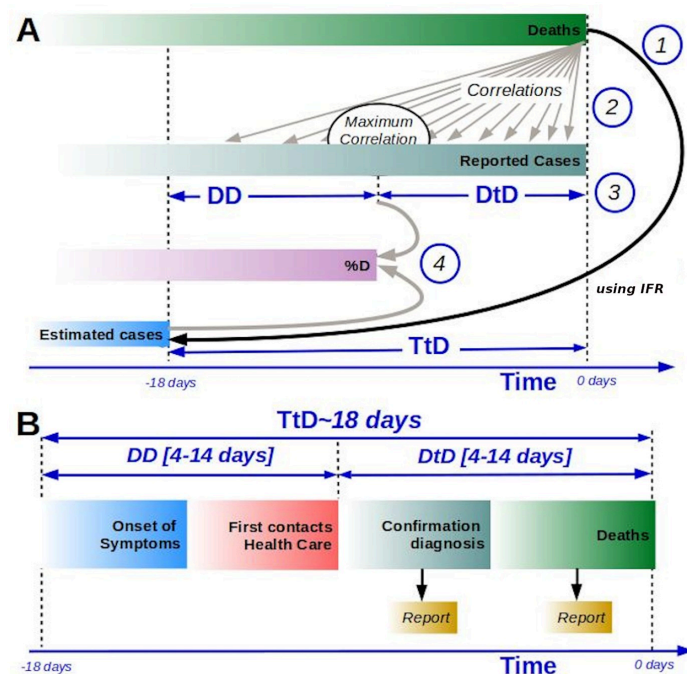 A
Deaths
1
Correlations
2
Maximum
Correlation
Reported Cases
DD
DtD
3
%D
4
using IFR
Estimated cases
TtD
-18 days
Time
0 days
B
TtD~18 days
DD [4-14 days]
DtD [4-14 days]
Onset of
Symptoms
First contacts
Health Care
Confirmation
diagnosis
Deaths
Report
Report
-18 days
Time
0 days